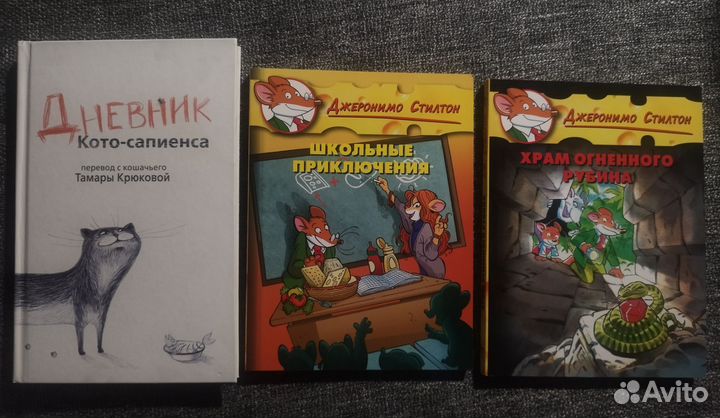 Дневник
Кото-сапиенса
перевод с кошачьего
Тамары Крюковой
Джеронимо Стилтон
ШКОЛЬНЫЕ
ПРИКЛЮЧЕНИЯ
Джеронимо Стилтон
ХРАМ ОГНЕННОГО
РУБИНА
Avito